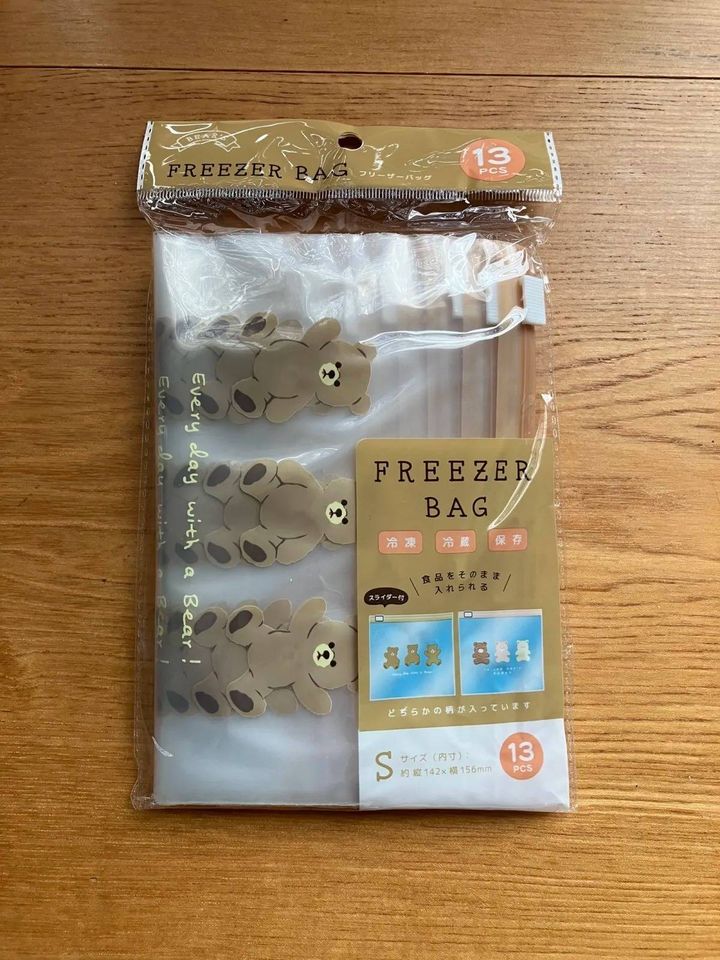 BEAR
FREEZER BAG フリーザーバッグ
13
PCS
Every day with a Bear!
Every day with a Bear!
FREEZER
BAG
冷凍 冷蔵 保存
食品をそのまま
入れられる
スライダー付
どちらかの柄が入っています
S サイズ（内寸）：
約縦142×横156mm
13
PCS